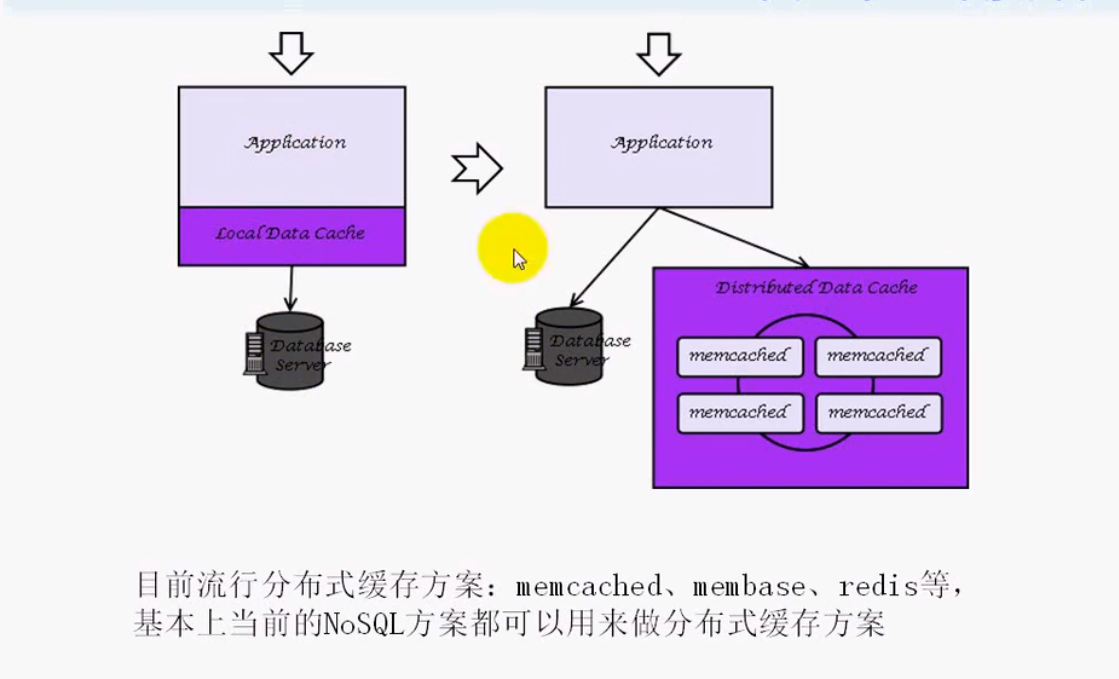 Application
Application
Local Data Cache
Distributed Data Cache
Database
Server
Database
Server
memcached
memcached
memcached
memcached
目前流行分布式缓存方案：memcached、membase、redis等，
基本上当前的NoSQL方案都可以用来做分布式缓存方案